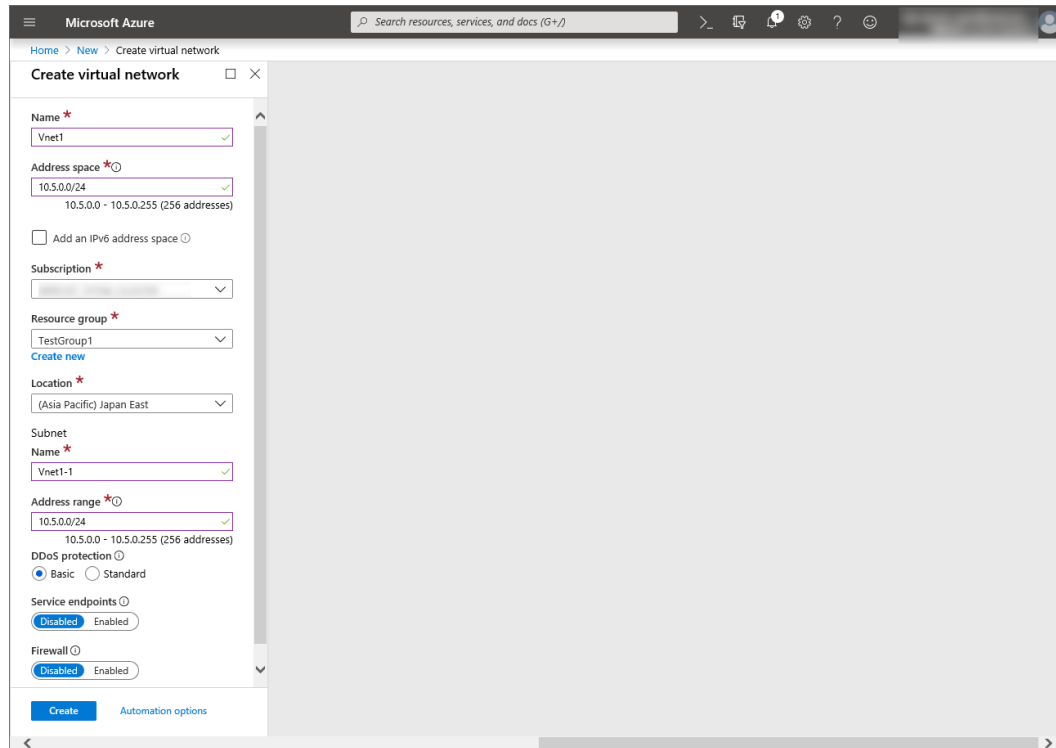 Microsoft Azure
Search resources, services, and docs (G+/)
1
Home > New > Create virtual network
Create virtual network
Name *
Vnet1
Address space *
10.5.0.0/24
10.5.0.0 - 10.5.0.255 (256 addresses)
Add an IPv6 address space
Subscription *
Resource group *
TestGroup1
Create new
Location *
(Asia Pacific) Japan East
Subnet
Name *
Vnet1-1
Address range *
10.5.0.0/24
10.5.0.0 - 10.5.0.255 (256 addresses)
DDoS protection
Basic Standard
Service endpoints
Disabled Enabled
Firewall
Disabled Enabled
Create Automation options